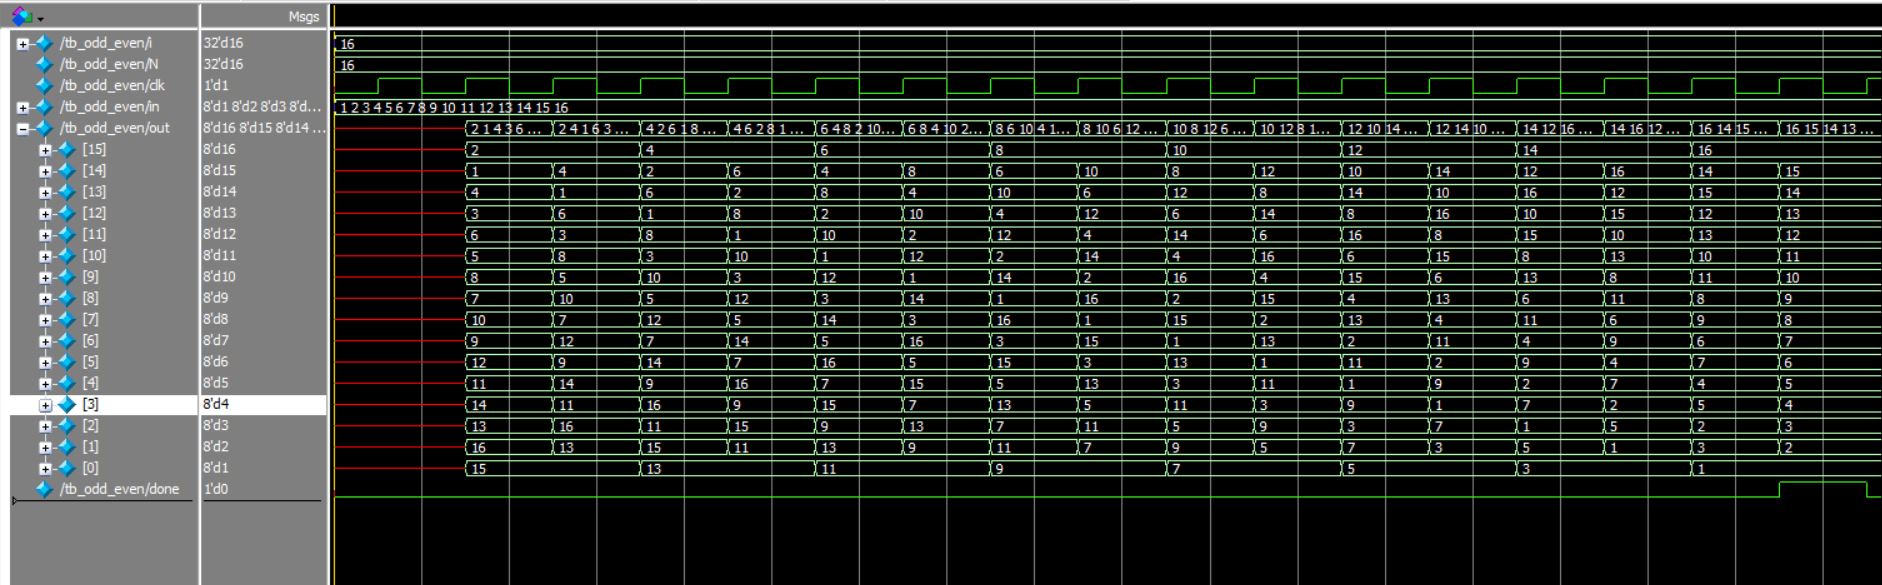 Msgs
/tb_odd_even/i 32'd16 16
/tb_odd_even/N 32'd16 16
/tb_odd_even/clk 1'd1
/tb_odd_even/in 8'd1 8'd2 8'd3 8'd... 1 2 3 4 5 6 7 8 9 10 11 12 13 14 15 16
/tb_odd_even/out 8'd16 8'd15 8'd14 ... 2 1 4 3 6 ... 2 4 1 6 3 ... 4 2 6 1 8 ... 4 6 2 8 1 ... 6 4 8 2 10... 6 8 4 10 2... 8 6 10 4 1... 8 10 6 12 ... 10 8 12 6 ... 10 12 8 1... 12 10 14 ... 12 14 10 ... 14 12 16 ... 14 16 12 ... 16 14 15 ... 16 15 14 13 ...
[15] 8'd16 2 4 6 8 10 12 14 16
[14] 8'd15 1 4 2 6 4 8 6 10 8 12 10 14 12 16 14 15
[13] 8'd14 4 1 6 2 8 4 10 6 12 8 14 10 16 12 15 14
[12] 8'd13 3 6 1 8 2 10 4 12 6 14 8 16 10 15 12 13
[11] 8'd12 6 3 8 1 10 2 12 4 14 6 16 8 15 10 13 12
[10] 8'd11 5 8 3 10 1 12 2 14 4 16 6 15 8 13 10 11
[9] 8'd10 8 5 10 3 12 1 14 2 16 4 15 6 13 8 11 10
[8] 8'd9 7 10 5 12 3 14 1 16 2 15 4 13 6 11 8 9
[7] 8'd8 10 7 12 5 14 3 16 1 15 2 13 4 11 6 9 8
[6] 8'd7 9 12 7 14 5 16 3 15 1 13 2 11 4 9 6 7
[5] 8'd6 12 9 14 7 16 5 15 3 13 1 11 2 9 4 7 6
[4] 8'd5 11 14 9 16 7 15 5 13 3 11 1 9 2 7 4 5
[3] 8'd4 14 11 16 9 15 7 13 5 11 3 9 1 7 2 5 4
[2] 8'd3 13 16 11 15 9 13 7 11 5 9 3 7 1 5 2 3
[1] 8'd2 16 13 15 11 13 9 11 7 9 5 7 3 5 1 3 2
[0] 8'd1 15 13 11 9 7 5 3 1
/tb_odd_even/done 1'd0